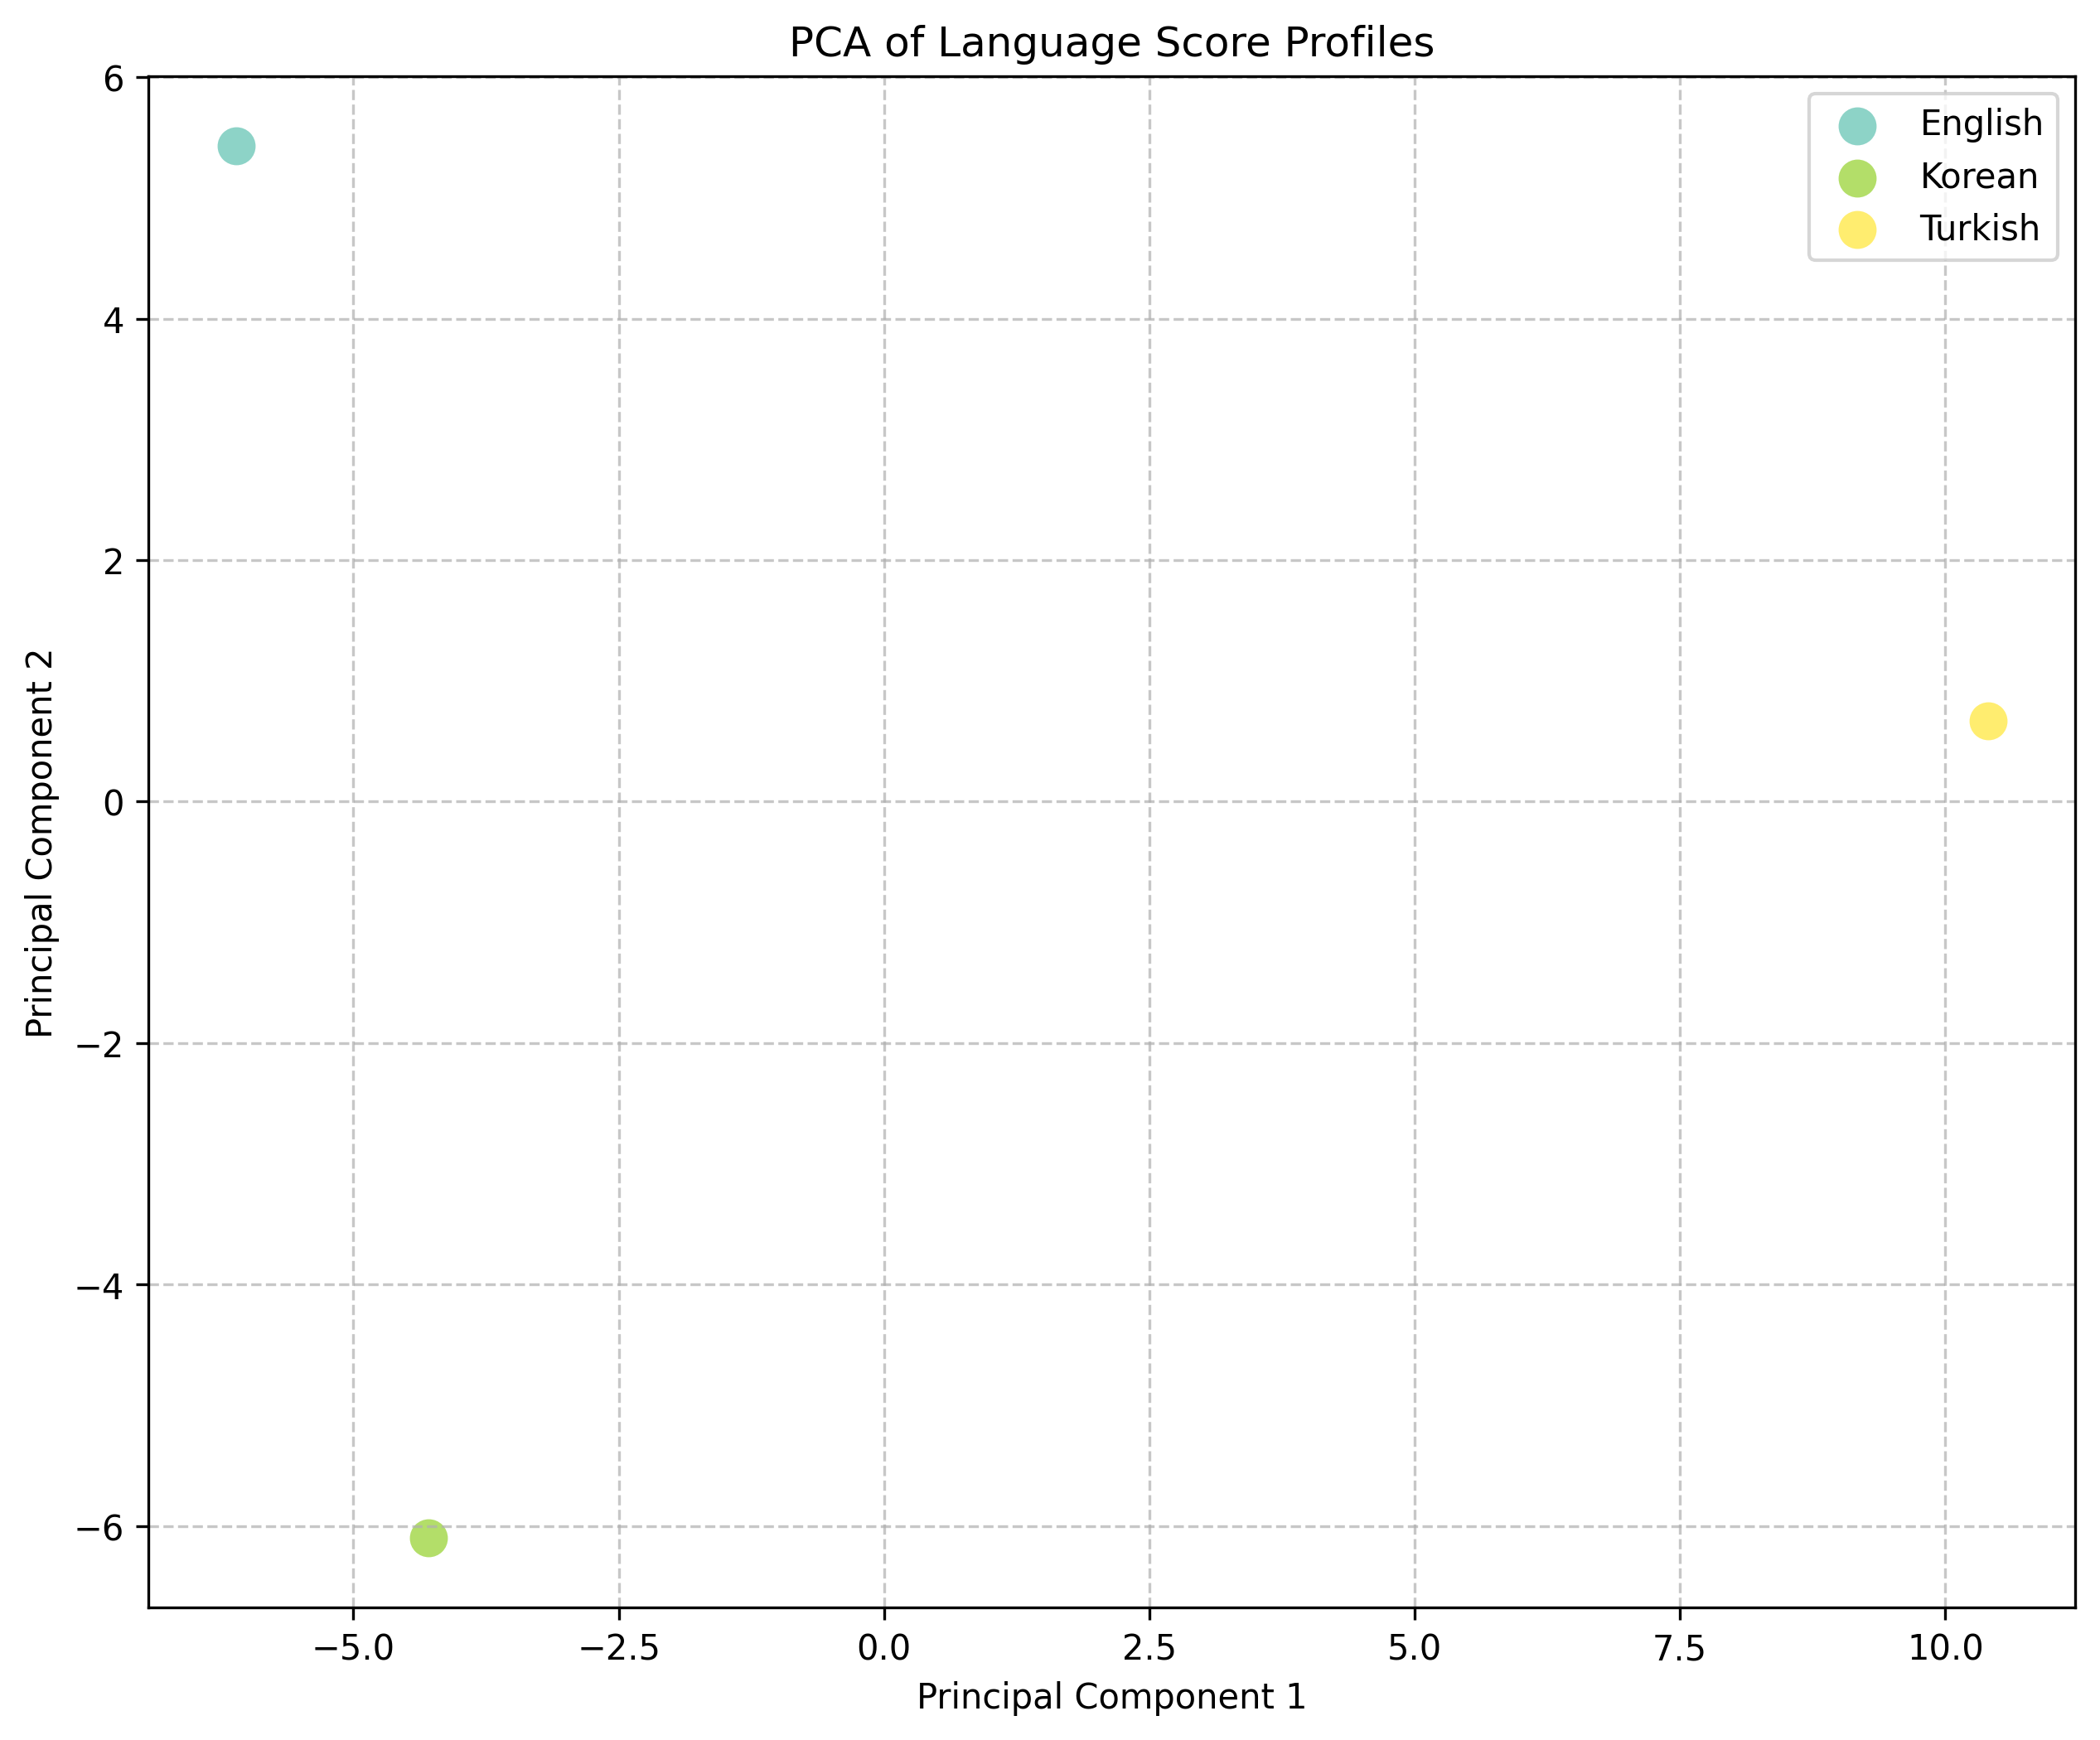 PCA of Language Score Profiles
English
Korean
Turkish
6
4
2
0
−2
−4
−6
Principal Component 2
−5.0
−2.5
0.0
2.5
5.0
7.5
10.0
Principal Component 1